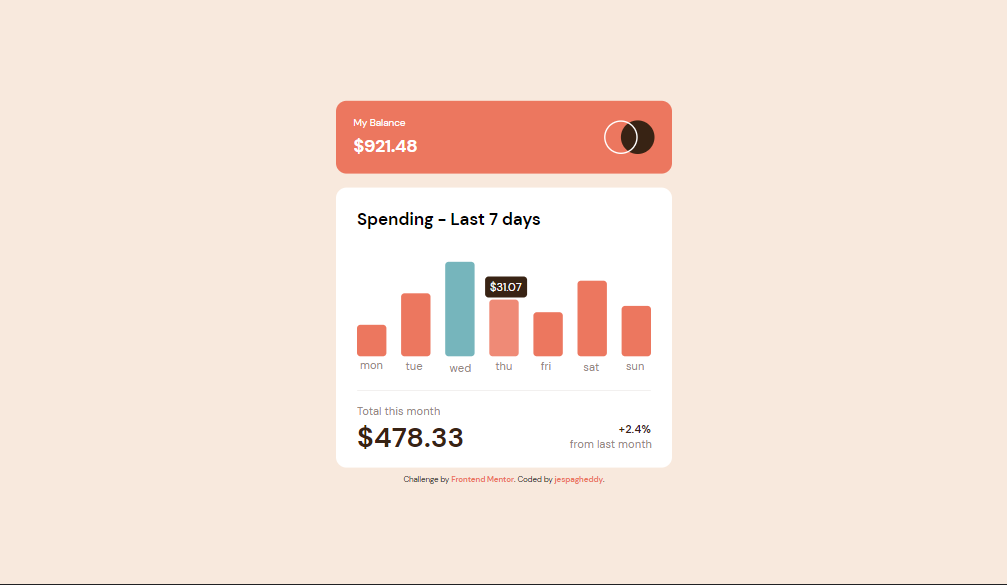 My Balance
$921.48
Spending - Last 7 days
$31.07
mon tue wed thu fri sat sun
Total this month
$478.33
+2.4%
from last month
Challenge by Frontend Mentor. Coded by jespagheddy.